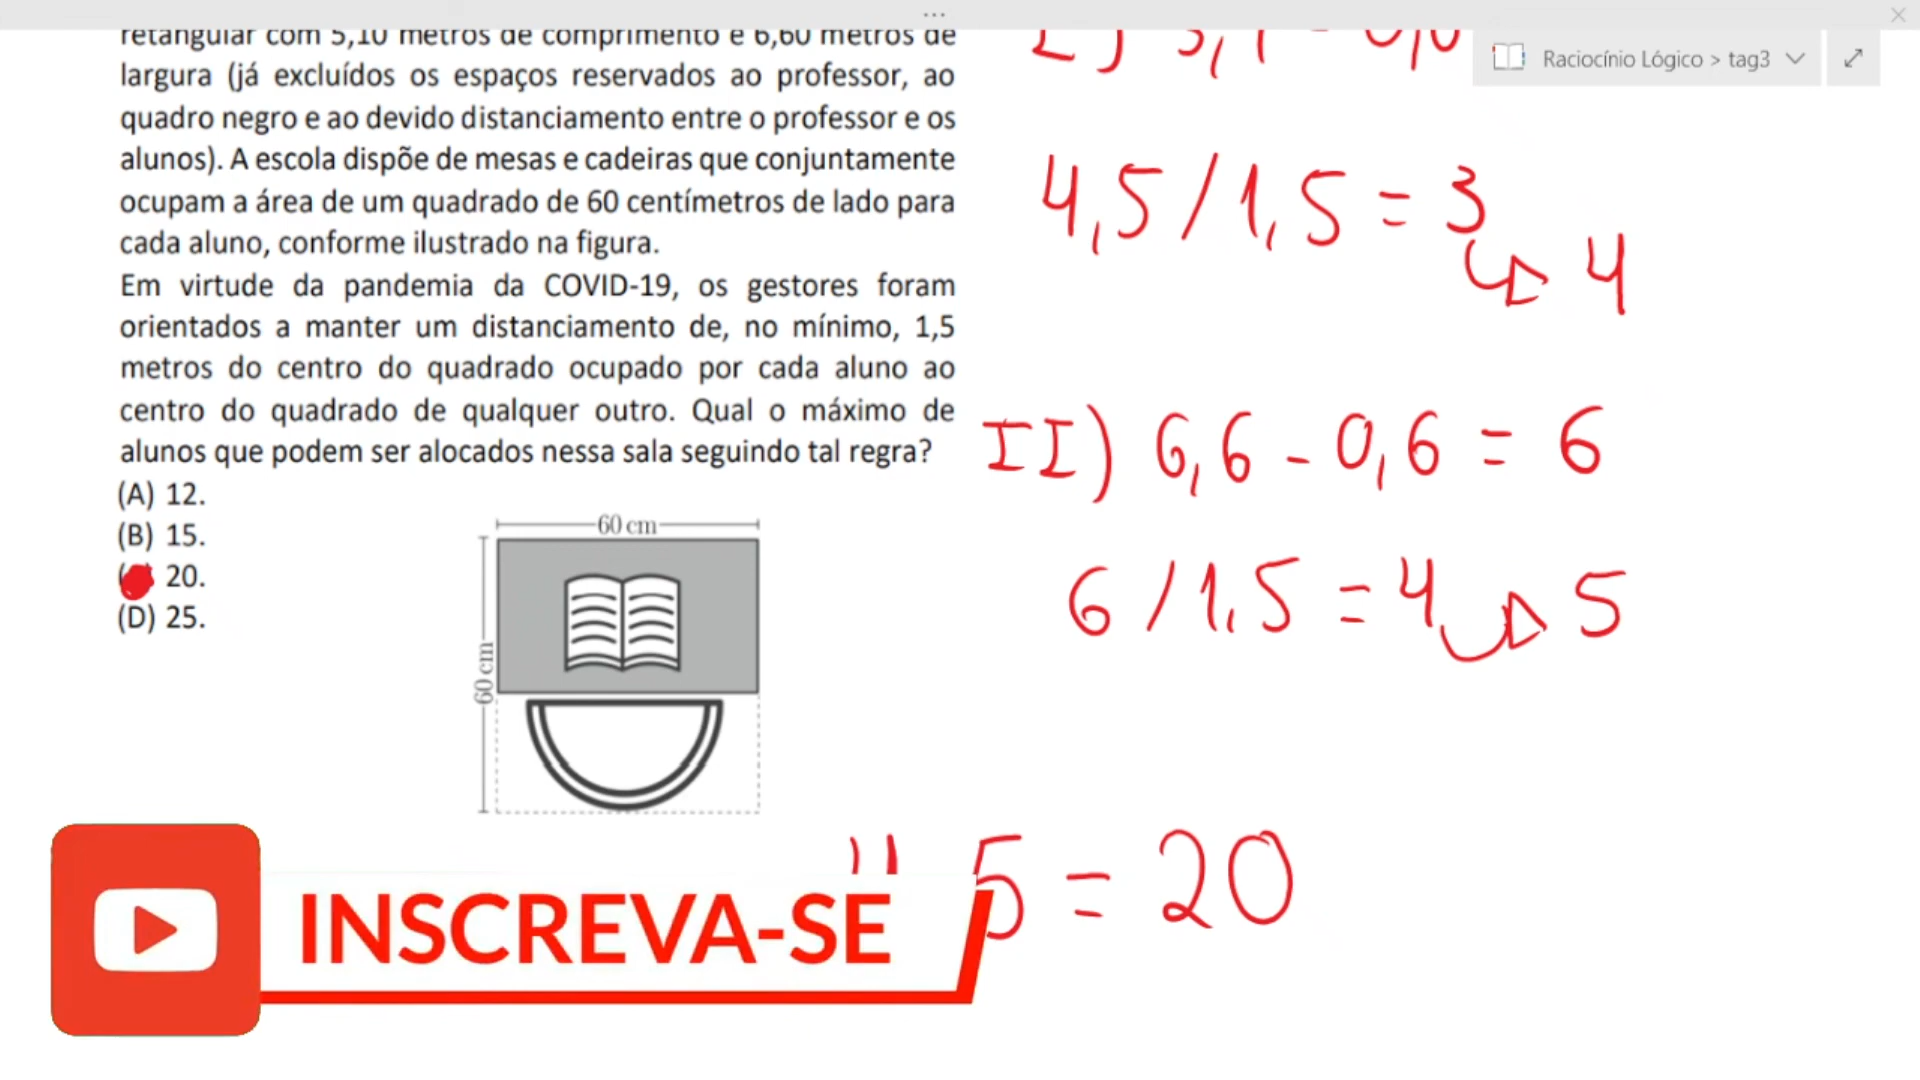 retangular com 5,10 metros de comprimento e 6,60 metros de
largura (já excluídos os espaços reservados ao professor, ao
quadro negro e ao devido distanciamento entre o professor e os
alunos). A escola dispõe de mesas e cadeiras que conjuntamente
ocupam a área de um quadrado de 60 centímetros de lado para
cada aluno, conforme ilustrado na figura.
Em virtude da pandemia da COVID-19, os gestores foram
orientados a manter um distanciamento de, no mínimo, 1,5
metros do centro do quadrado ocupado por cada aluno ao
centro do quadrado de qualquer outro. Qual o máximo de
alunos que podem ser alocados nessa sala seguindo tal regra?
(A) 12.
(B) 15.
20.
(D) 25.
60 cm
60 cm
Raciocínio Lógico > tag3
4,5/1,5 = 3
4
II) 6,6 - 0,6 = 6
6/1,5 = 4
5
5 = 20
INSCREVA-SE